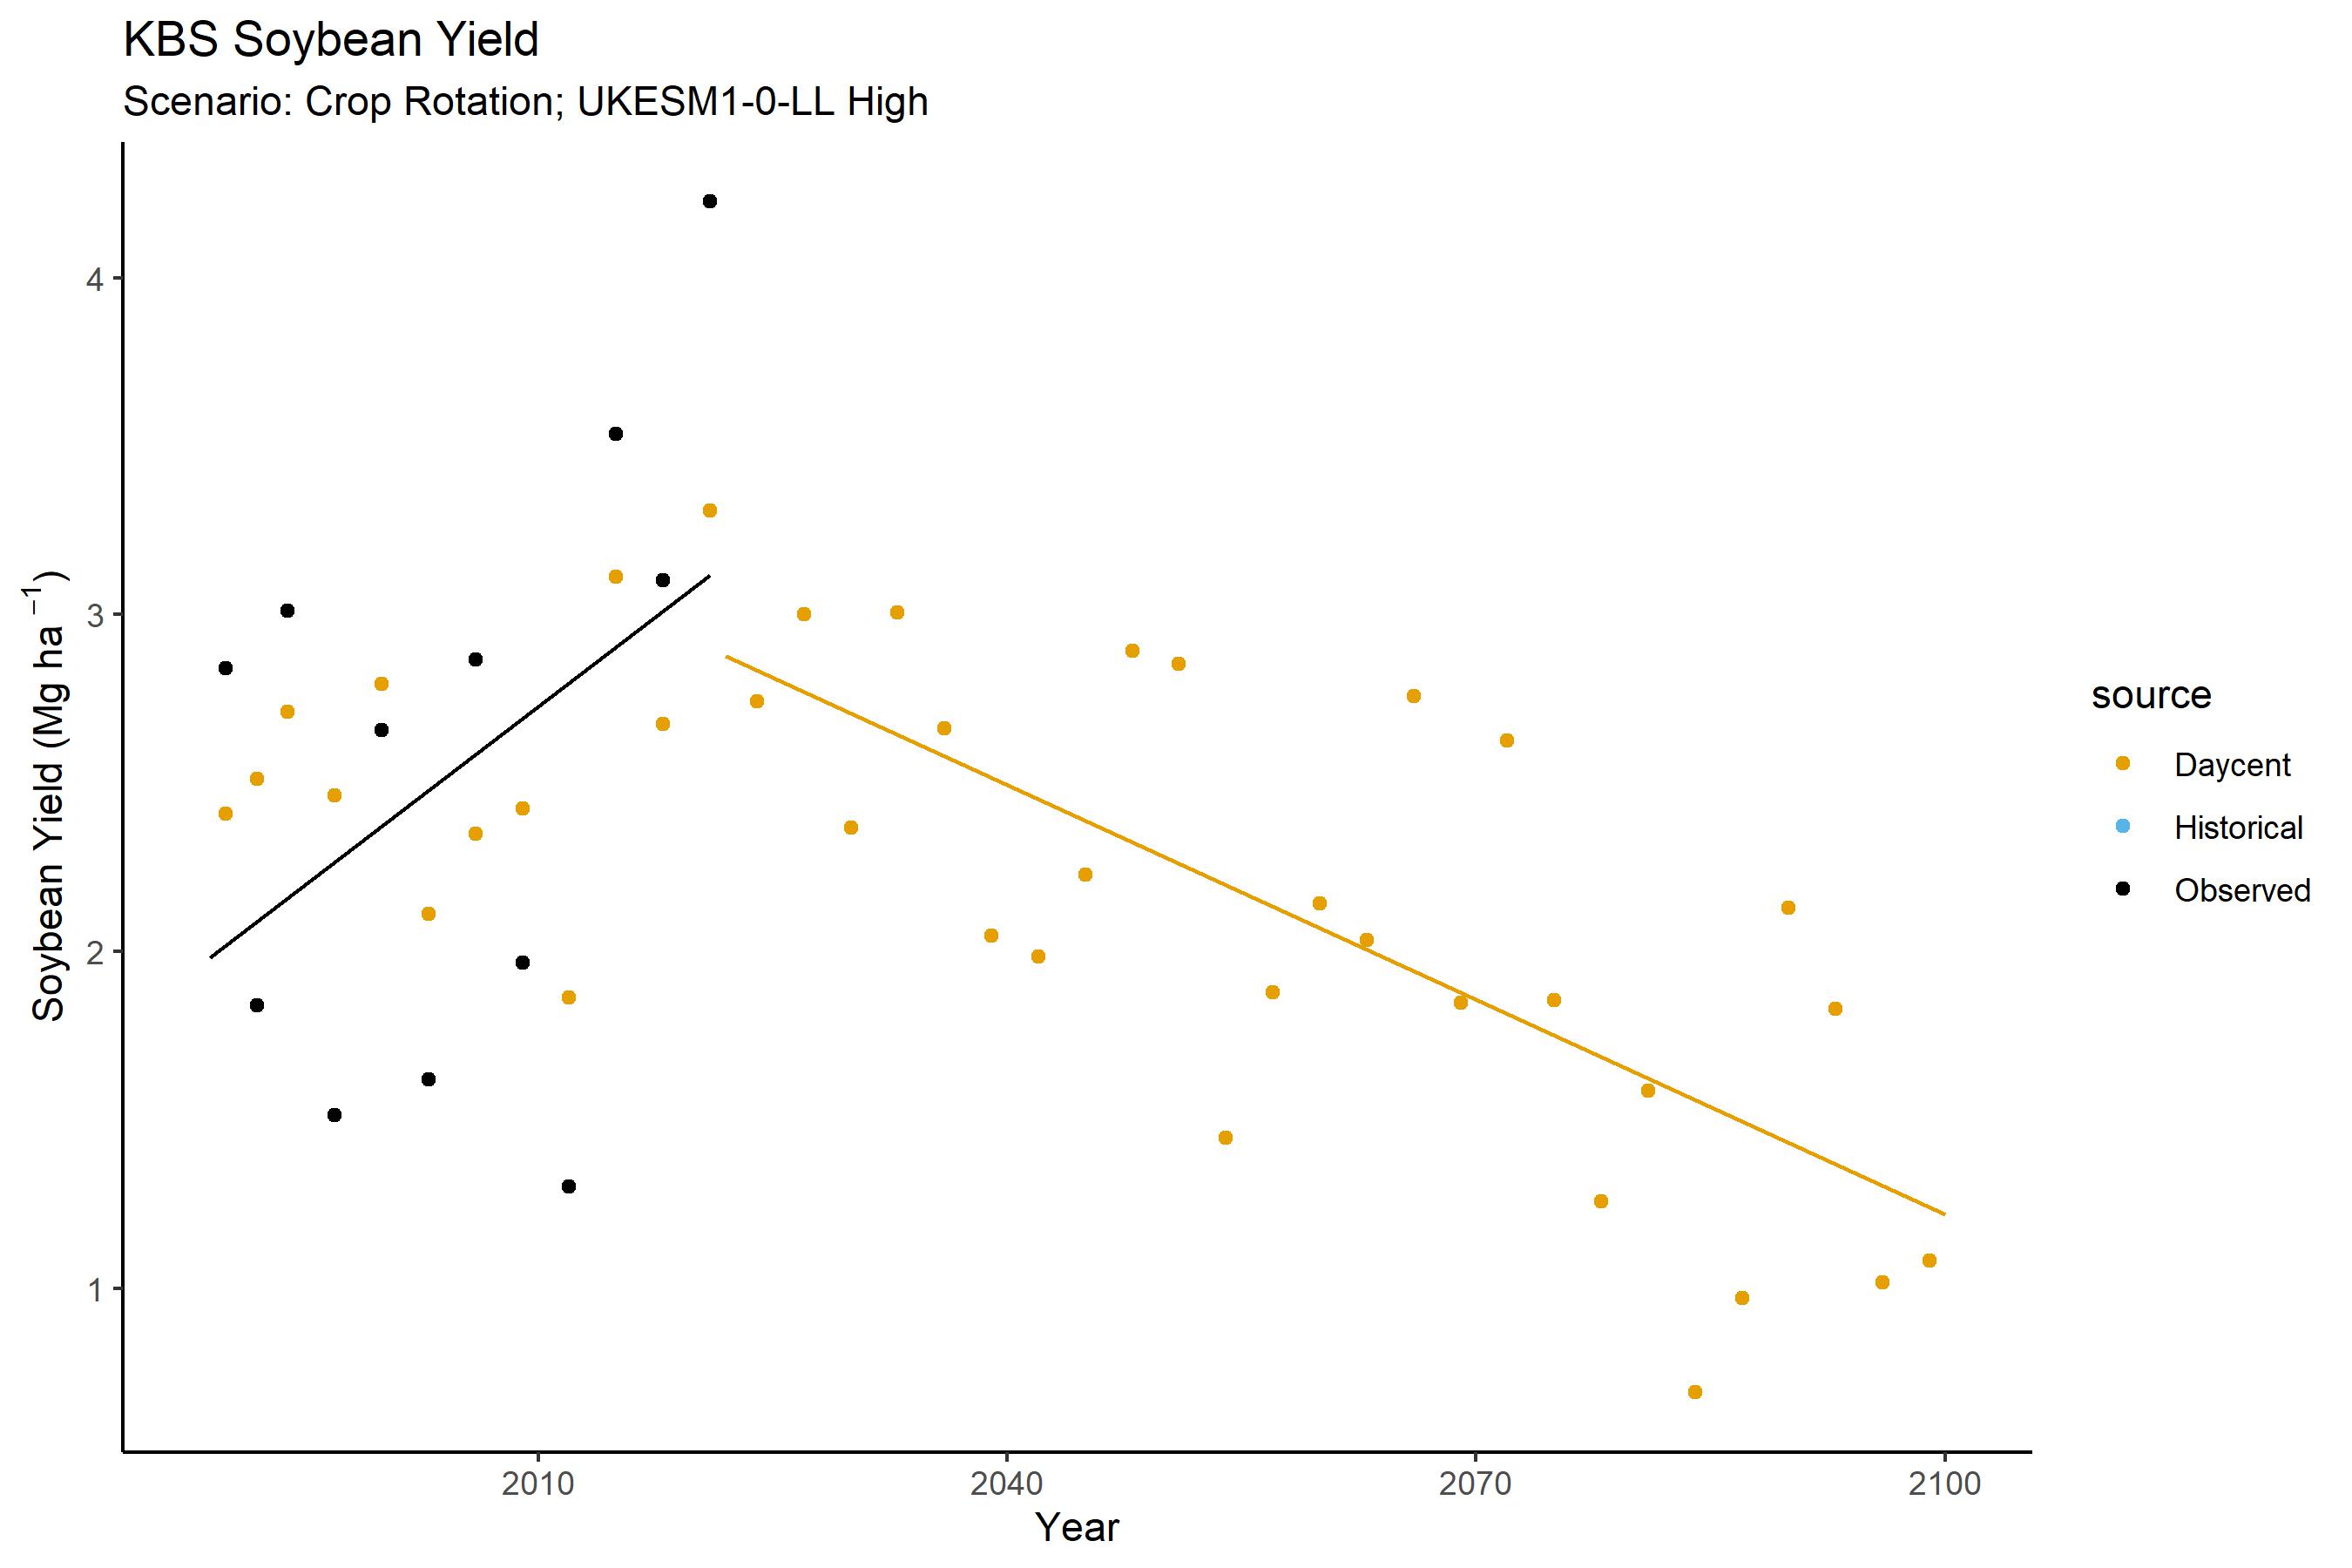 KBS Soybean Yield
Scenario: Crop Rotation; UKESM1-0-LL High
Soybean Yield (Mg ha −1)
4
3
2
1
2010 2040 2070 2100
Year
source
Daycent
Historical
Observed